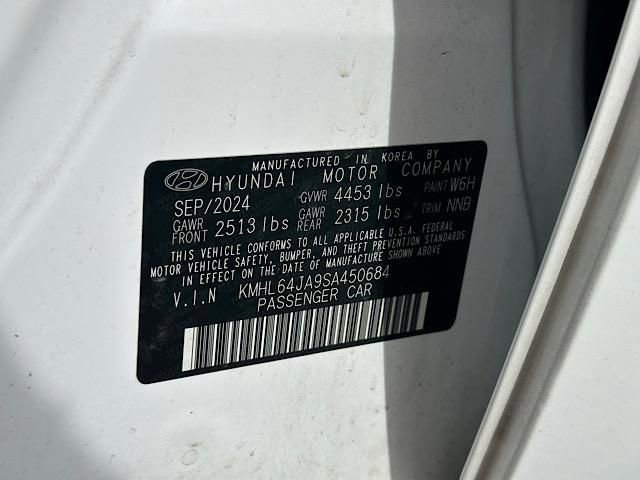 MANUFACTURED IN KOREA BY
HYUNDAI MOTOR COMPANY
SEP/2024 GVWR 4453 lbs PAINT W6H
GAWR FRONT 2513 lbs GAWR REAR 2315 lbs TRIM NNB
THIS VEHICLE CONFORMS TO ALL APPLICABLE U.S.A. FEDERAL
MOTOR VEHICLE SAFETY, BUMPER, AND THEFT PREVENTION STANDARDS
IN EFFECT ON THE DATE OF MANUFACTURE SHOWN ABOVE
V.I.N KMHL64JA9SA450684
PASSENGER CAR